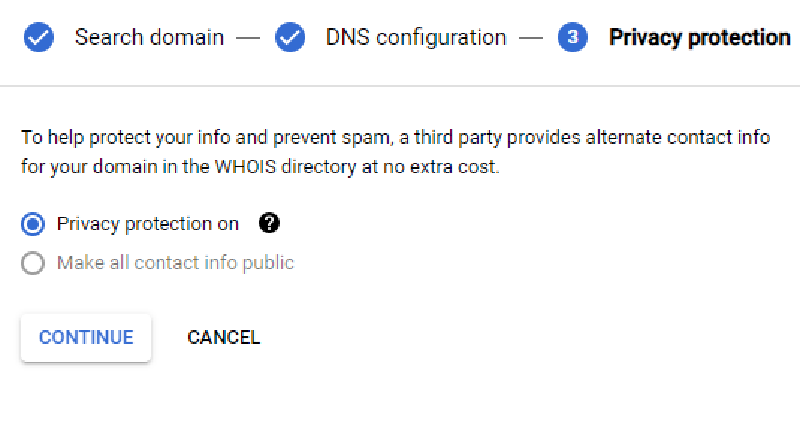 Search domain — DNS configuration — 3 Privacy protection
To help protect your info and prevent spam, a third party provides alternate contact info
for your domain in the WHOIS directory at no extra cost.
Privacy protection on ?
Make all contact info public
CONTINUE CANCEL